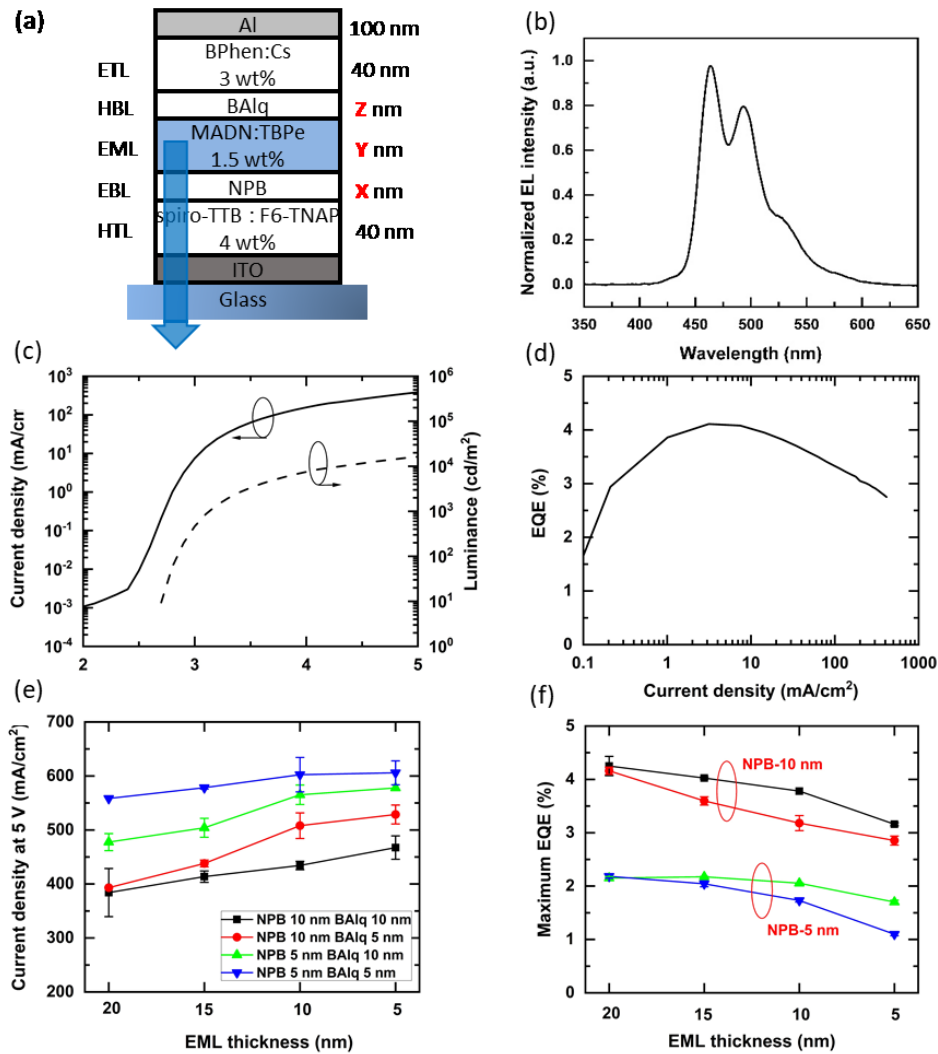 (a)
Al
100 nm
ETL
BPhen:Cs
3 wt%
40 nm
HBL
BAlq
Z nm
EML
MADN:TBPe
1.5 wt%
Y nm
EBL
NPB
X nm
HTL
spiro-TTB : F6-TNAP
4 wt%
40 nm
ITO
Glass
(b)
Normalized EL intensity (a.u.)
1.0
0.8
0.6
0.4
0.2
0.0
350 400 450 500 550 600 650
Wavelength (nm)
(c)
Current density (mA/cm
10³
10²
10¹
10⁰
10⁻¹
10⁻²
10⁻³
10⁻⁴
2 3 4 5
10⁶
10⁵
10⁴
10³
10²
10¹
10⁰
Luminance (cd/m²)
(d)
EQE (%)
5
4
3
2
1
0
0.1 1 10 100 1000
Current density (mA/cm²)
(e)
Current density at 5 V (mA/cm²)
700
600
500
400
300
200
NPB 10 nm BAlq 10 nm
NPB 10 nm BAlq 5 nm
NPB 5 nm BAlq 10 nm
NPB 5 nm BAlq 5 nm
20 15 10 5
EML thickness (nm)
(f)
Maximum EQE (%)
5
4
3
2
1
0
NPB-10 nm
NPB-5 nm
20 15 10 5
EML thickness (nm)